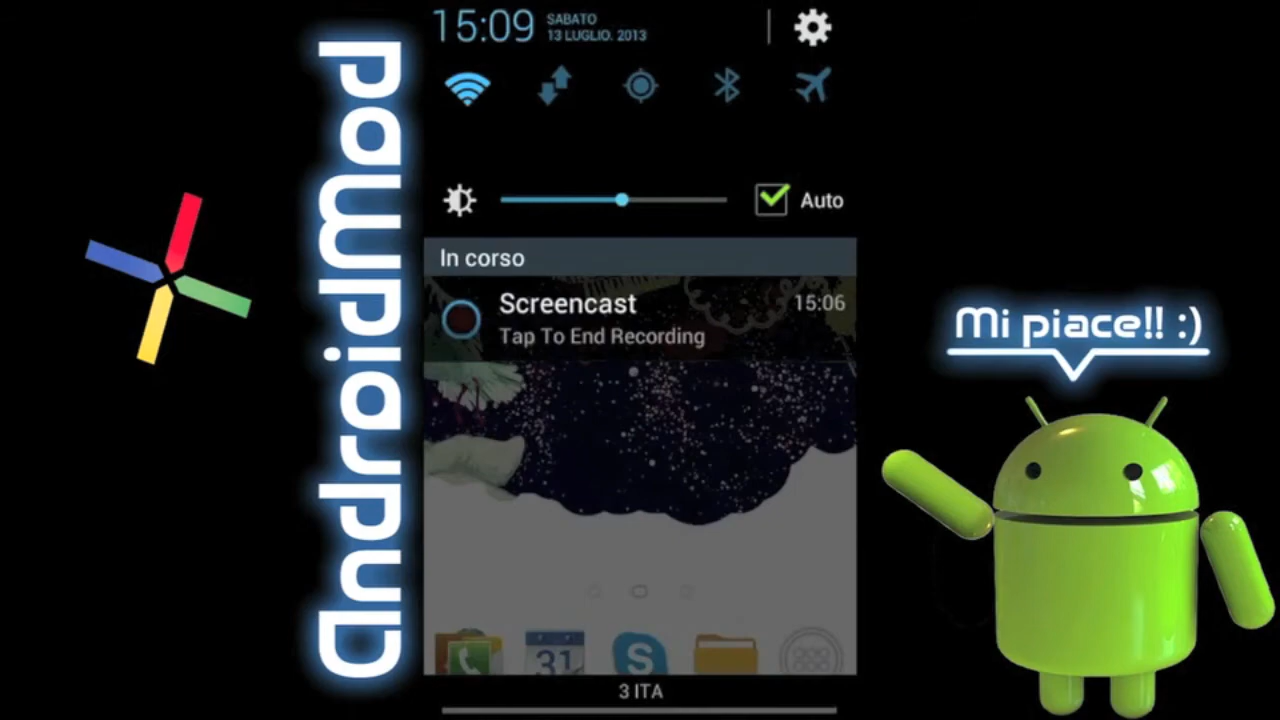 AndroidMod
15:09
SABATO
13 LUGLIO. 2013
Auto
In corso
Screencast
15:06
Tap To End Recording
31
S
3 ITA
Mi piace!! :)